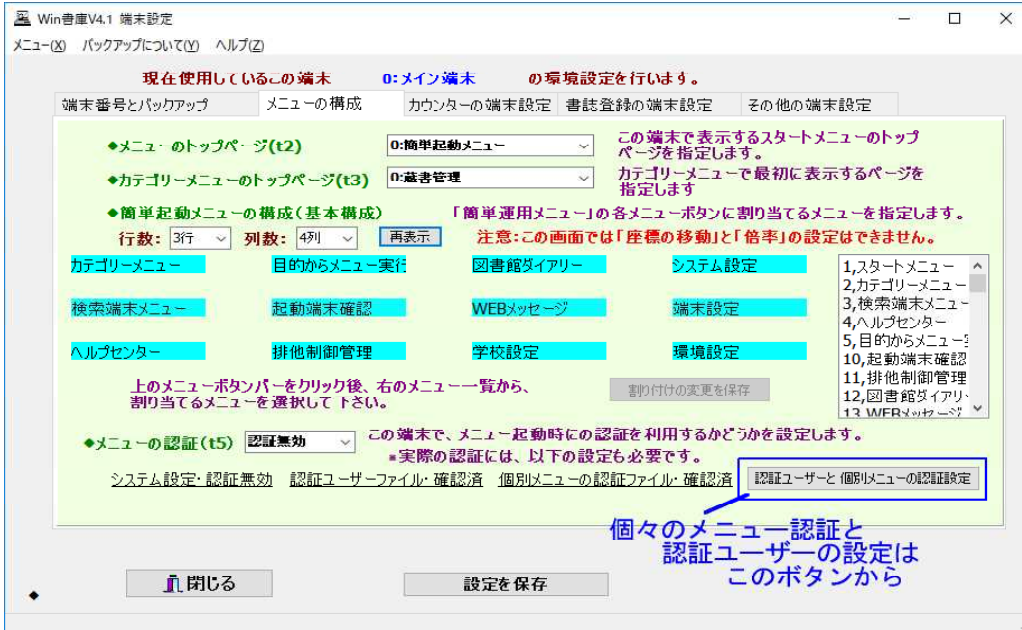 Win書庫V4.1 端末設定
メニュー(X) バックアップについて(Y) ヘルプ(Z)
現在使用しているこの端末 0:メイン端末 の環境設定を行います。
端末番号とバックアップ メニューの構成 カウンターの端末設定 書誌登録の端末設定 その他の端末設定
◆メニューのトップページ(t2) 0:簡単起動メニュー この端末で表示するスタートメニューのトップ
ページを指定します。
◆カテゴリーメニューのトップページ(t3) 0:蔵書管理 カテゴリーメニューで最初に表示するページを
指定します
◆簡単起動メニューの構成(基本構成) 「簡単運用メニュー」の各メニューボタンに割り当てるメニューを指定します。
行数: 3行 列数: 4列 再表示 注意:この画面では「座標の移動」と「倍率」の設定はできません。
カテゴリーメニュー 目的からメニュー実行 図書館ダイアリー システム設定
検索端末メニュー 起動端末確認 WEBメッセージ 端末設定
ヘルプセンター 排他制御管理 学校設定 環境設定
1,スタートメニュー
2,カテゴリーメニュー
3,検索端末メニュー
4,ヘルプセンター
5,目的からメニュー
10,起動端末確認
11,排他制御管理
12,図書館ダイアリ
13,WEBメッセージ
上のメニューボタンバーをクリック後、右のメニュー一覧から、
割り当てるメニューを選択して下さい。
割り付けの変更を保存
◆メニューの認証(t5) 認証無効 この端末で、メニュー起動時にの認証を利用するかどうかを設定します。
*実際の認証には、以下の設定も必要です。
システム設定・認証無効 認証ユーザーファイル・確認済 個別メニューの認証ファイル・確認済 認証ユーザーと個別メニューの認証設定
個々のメニュー認証と
認証ユーザーの設定は
このボタンから
閉じる 設定を保存
◆